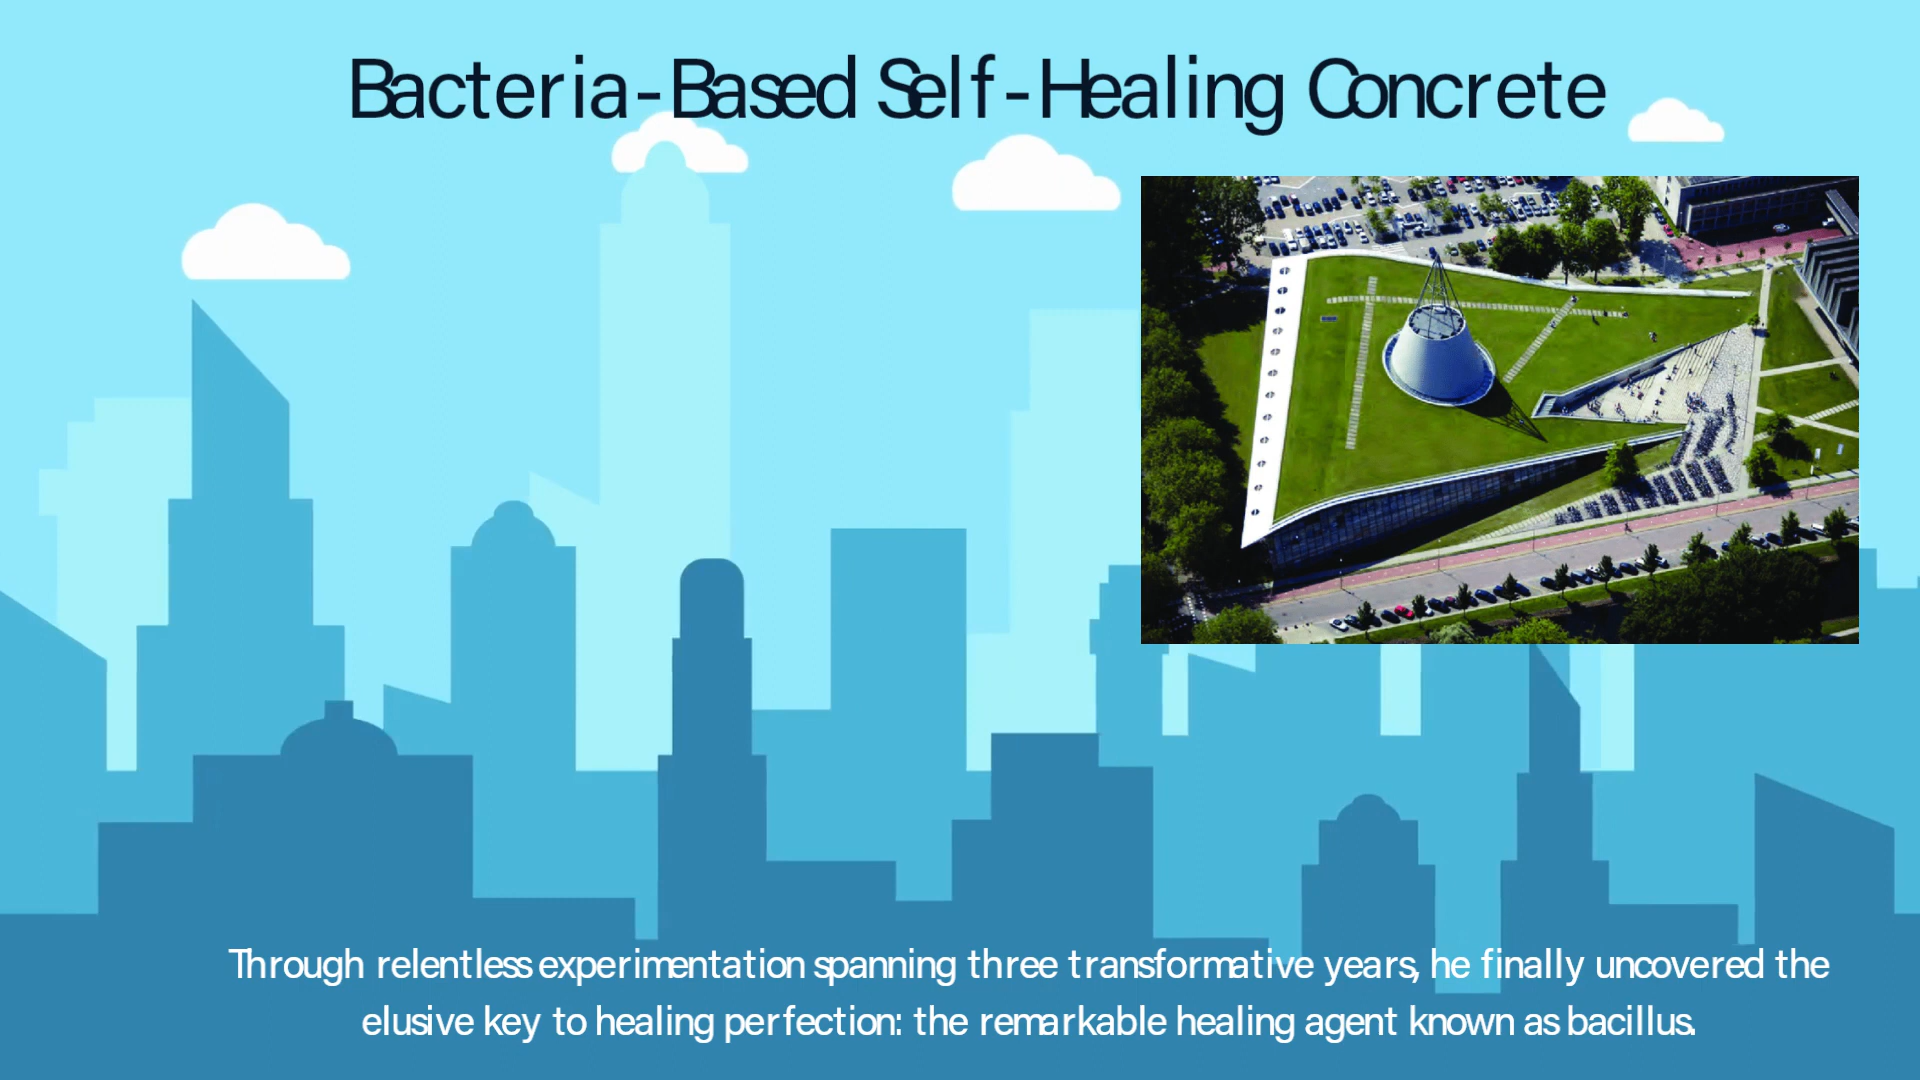 Bacteria-Based Self-Healing Concrete
Through relentless experimentation spanning three transformative years, he finally uncovered the
elusive key to healing perfection: the remarkable healing agent known as bacillus.